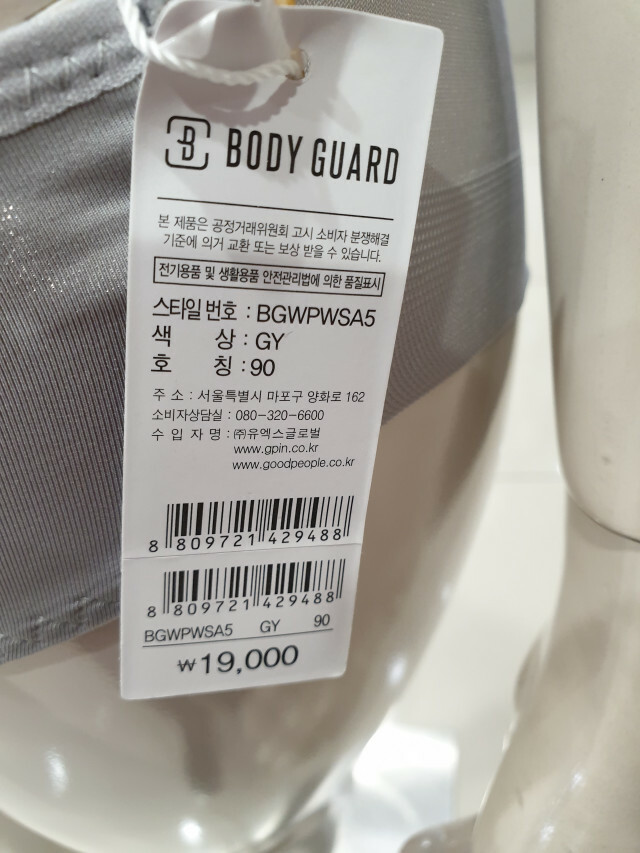 BODY GUARD
본 제품은 공정거래위원회 고시 소비자 분쟁해결
기준에 의거 교환 또는 보상 받을 수 있습니다.
전기용품 및 생활용품 안전관리법에 의한 품질표시
스타일 번호 : BGWPWSA5
색 상 : GY
호 칭 : 90
주 소 : 서울특별시 마포구 양화로 162
소비자상담실 : 080-320-6600
수 입 자 명 : ㈜유엑스글로벌
www.gpin.co.kr
www.goodpeople.co.kr
8 809721 429488
8 809721 429488
BGWPWSA5 GY 90
₩19,000